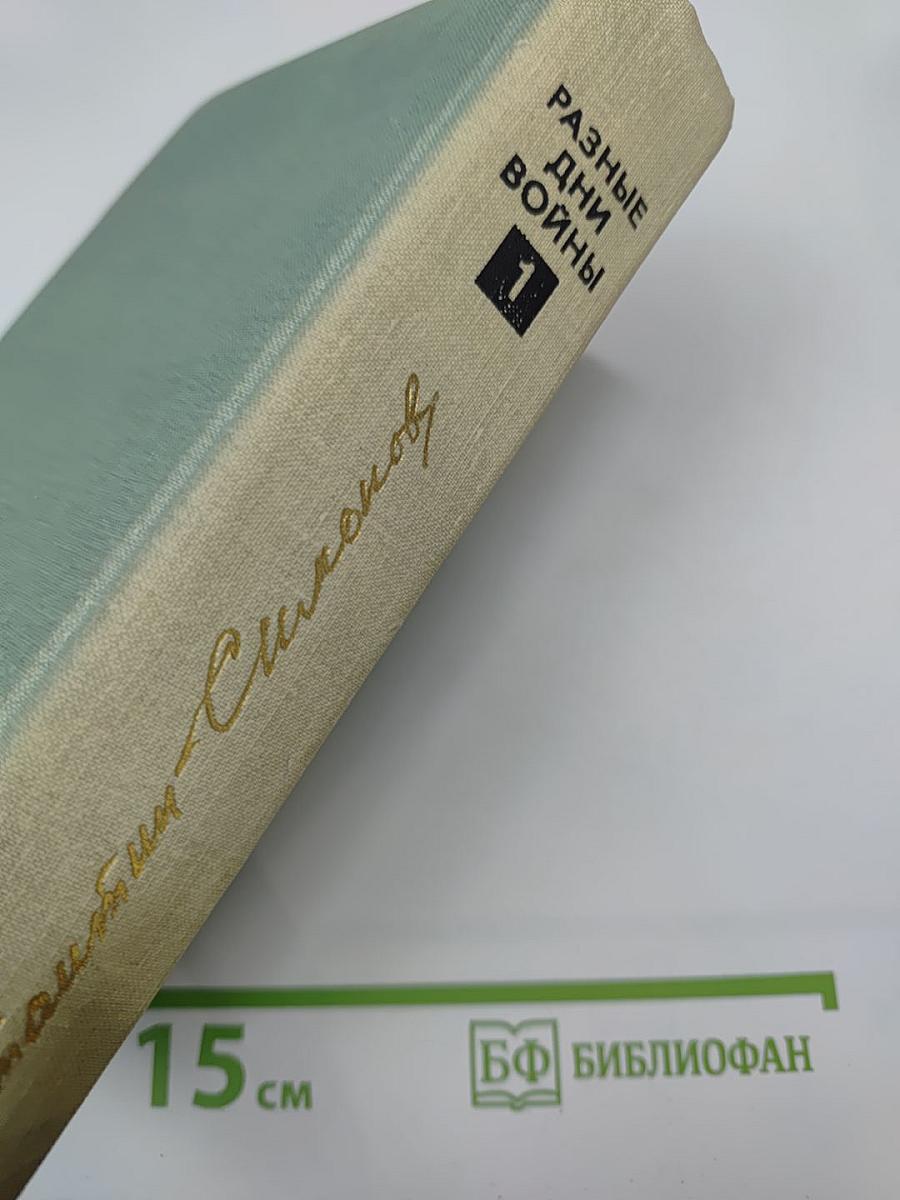 РАЗНЫЕ
ДНИ
ВОЙНЫ
1
Симонов
15 см
БФ БИБЛИОФАН